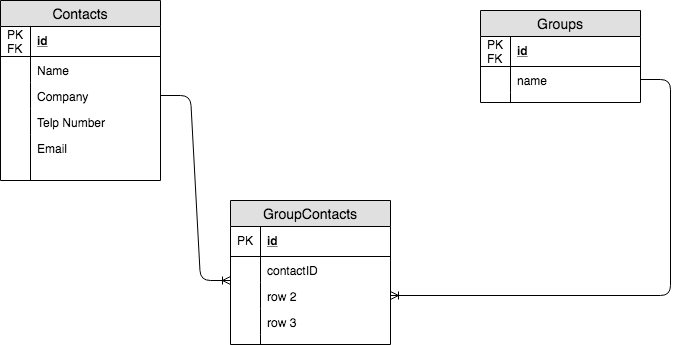 Contacts
PK
FK
id
Name
Company
Telp Number
Email
Groups
PK
FK
id
name
GroupContacts
PK
id
contactID
row 2
row 3